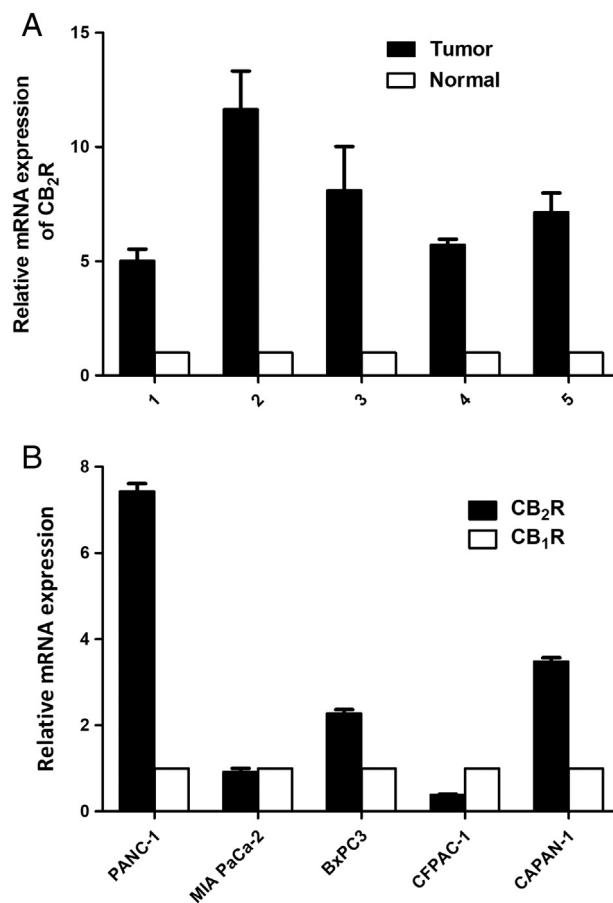 A
Relative mRNA expression
of CB₂R
15
10
5
0
Tumor
Normal
1
2
3
4
5
B
Relative mRNA expression
8
6
4
2
0
CB₂R
CB₁R
PANC-1
MIA PaCa-2
BxPC3
CFPAC-1
CAPAN-1